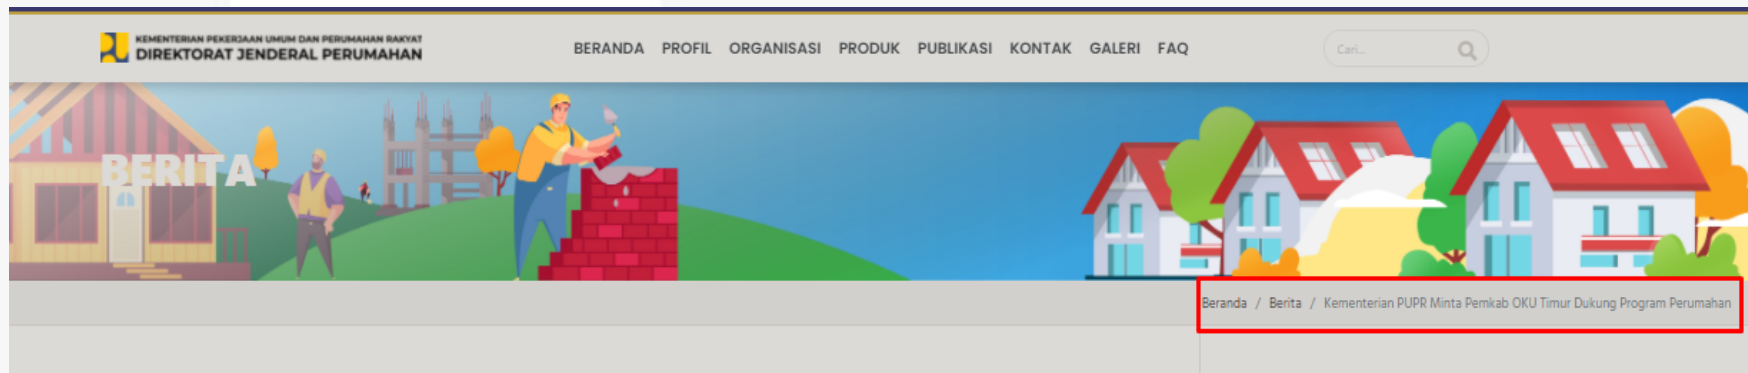 KEMENTERIAN PEKERJAAN UMUM DAN PERUMAHAN RAKYAT
DIREKTORAT JENDERAL PERUMAHAN
BERANDA PROFIL ORGANISASI PRODUK PUBLIKASI KONTAK GALERI FAQ
Cari...
BERITA
Beranda / Berita / Kementerian PUPR Minta Pemkab OKU Timur Dukung Program Perumahan